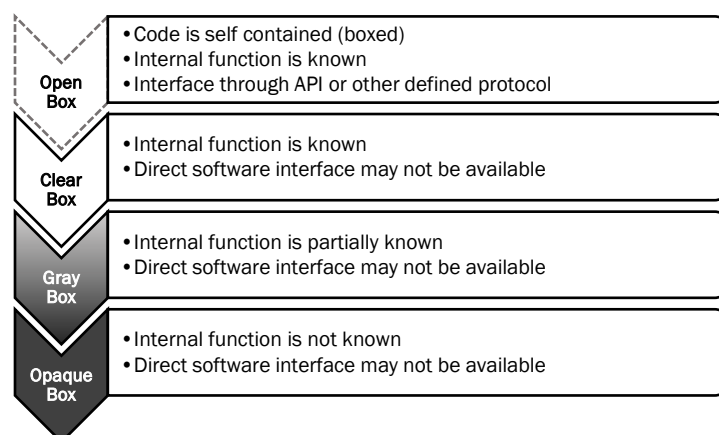 Open
Box
•Code is self contained (boxed)
•Internal function is known
•Interface through API or other defined protocol
Clear
Box
•Internal function is known
•Direct software interface may not be available
Gray
Box
•Internal function is partially known
•Direct software interface may not be available
Opaque
Box
•Internal function is not known
•Direct software interface may not be available